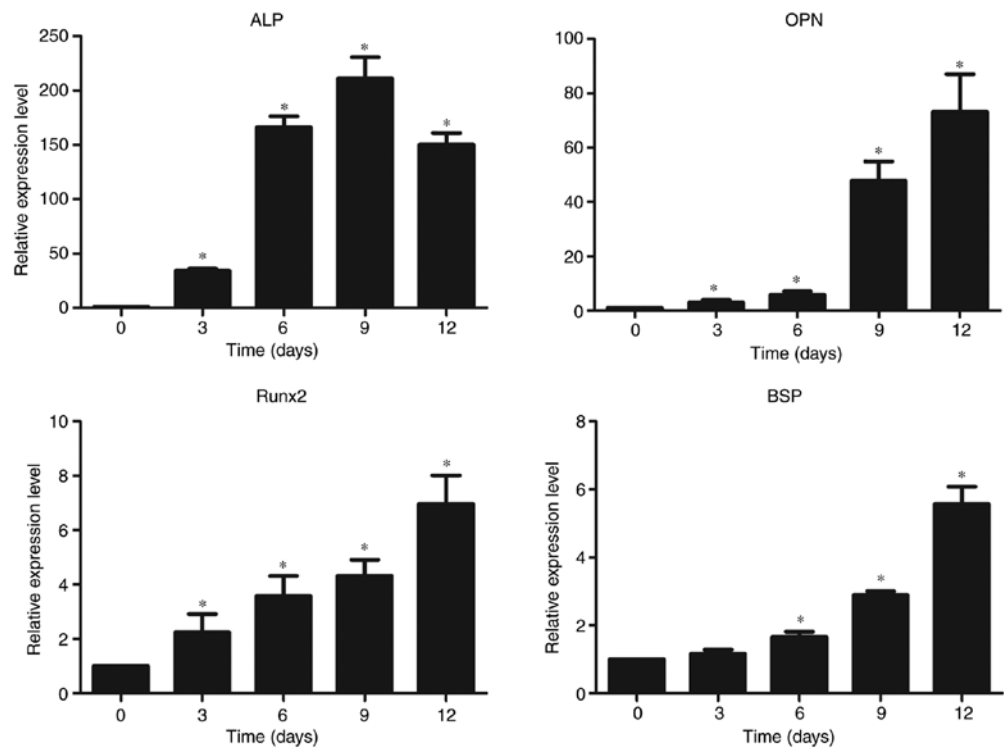 ALP
Relative expression level
250
200
150
100
50
0
*
*
*
*
0 3 6 9 12
Time (days)
OPN
Relative expression level
100
80
60
40
20
0
*
*
*
*
0 3 6 9 12
Time (days)
Runx2
Relative expression level
10
8
6
4
2
0
*
*
*
*
0 3 6 9 12
Time (days)
BSP
Relative expression level
8
6
4
2
0
*
*
*
0 3 6 9 12
Time (days)